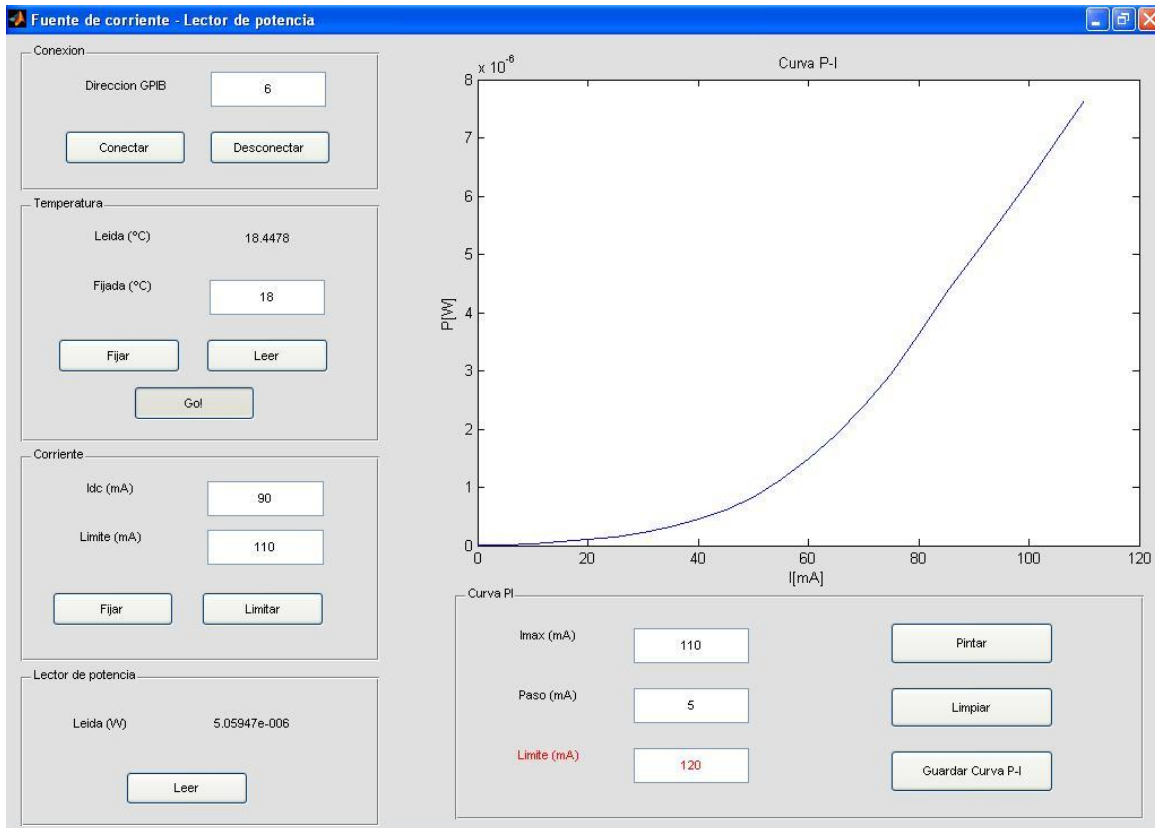 Fuente de corriente - Lector de potencia
Conexion
Direccion GPIB
6
Conectar
Desconectar
Temperatura
Leida (ºC)
18.4478
Fijada (ºC)
18
Fijar
Leer
Go!
Corriente
Idc (mA)
90
Limite (mA)
110
Fijar
Limitar
Lector de potencia
Leida (W)
5.05947e-006
Leer
Curva P-I
x 10^-6
8
7
6
5
4
3
2
1
0
P[W]
0 20 40 60 80 100 120
I[mA]
Curva PI
Imax (mA)
110
Pintar
Paso (mA)
5
Limpiar
Limite (mA)
120
Guardar Curva P-I